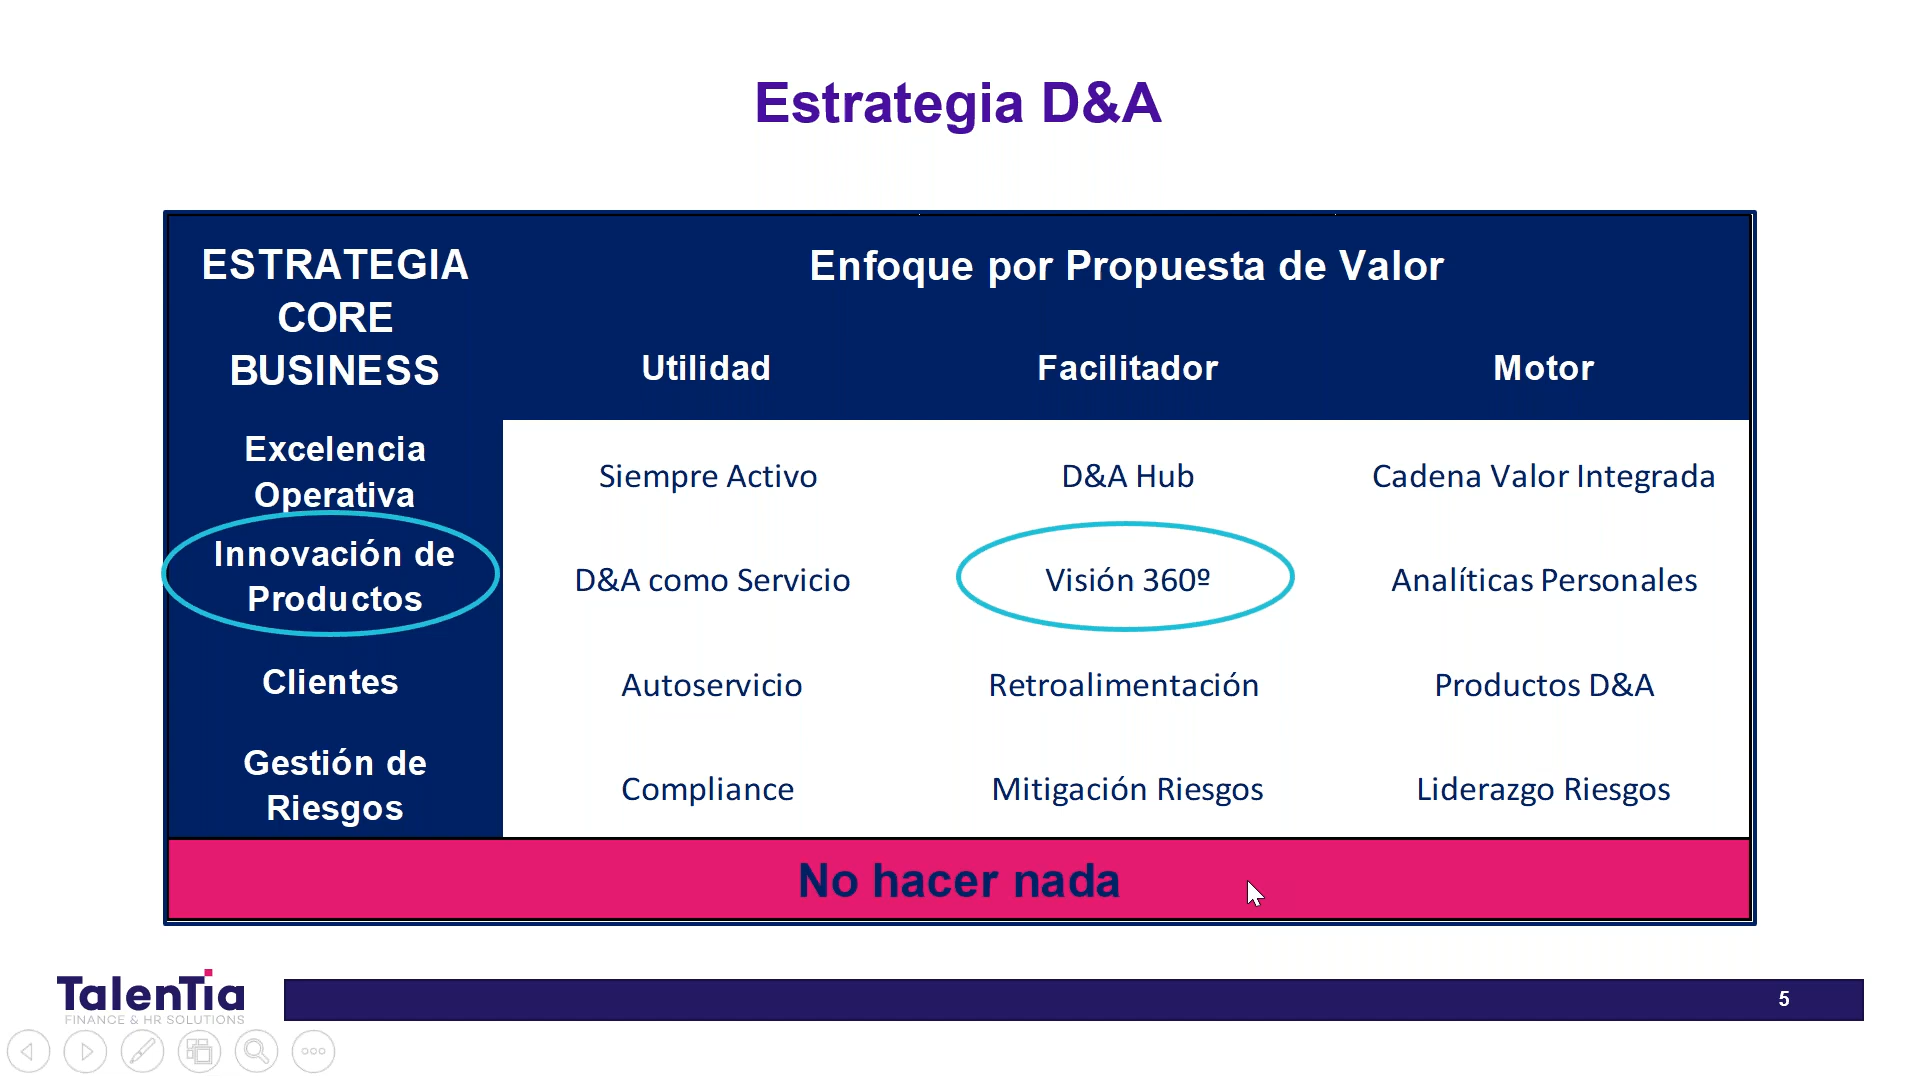 Estrategia D&A
ESTRATEGIA
CORE
BUSINESS
Enfoque por Propuesta de Valor
Utilidad
Facilitador
Motor
Excelencia
Operativa
Siempre Activo
D&A Hub
Cadena Valor Integrada
Innovación de
Productos
D&A como Servicio
Visión 360º
Analíticas Personales
Clientes
Autoservicio
Retroalimentación
Productos D&A
Gestión de
Riesgos
Compliance
Mitigación Riesgos
Liderazgo Riesgos
No hacer nada
TalenTia
FINANCE & HR SOLUTIONS
5